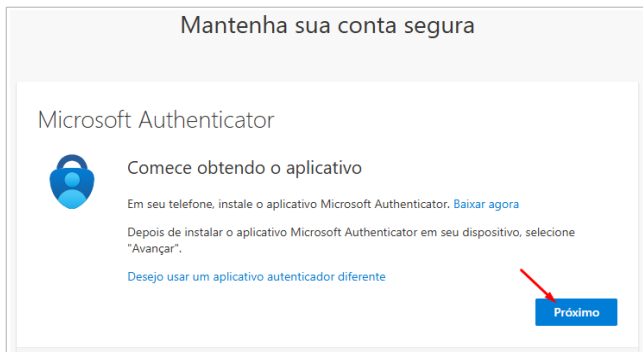 Mantenha sua conta segura
Microsoft Authenticator
Comece obtendo o aplicativo
Em seu telefone, instale o aplicativo Microsoft Authenticator. Baixar agora
Depois de instalar o aplicativo Microsoft Authenticator em seu dispositivo, selecione
"Avançar".
Desejo usar um aplicativo autenticador diferente
Próximo